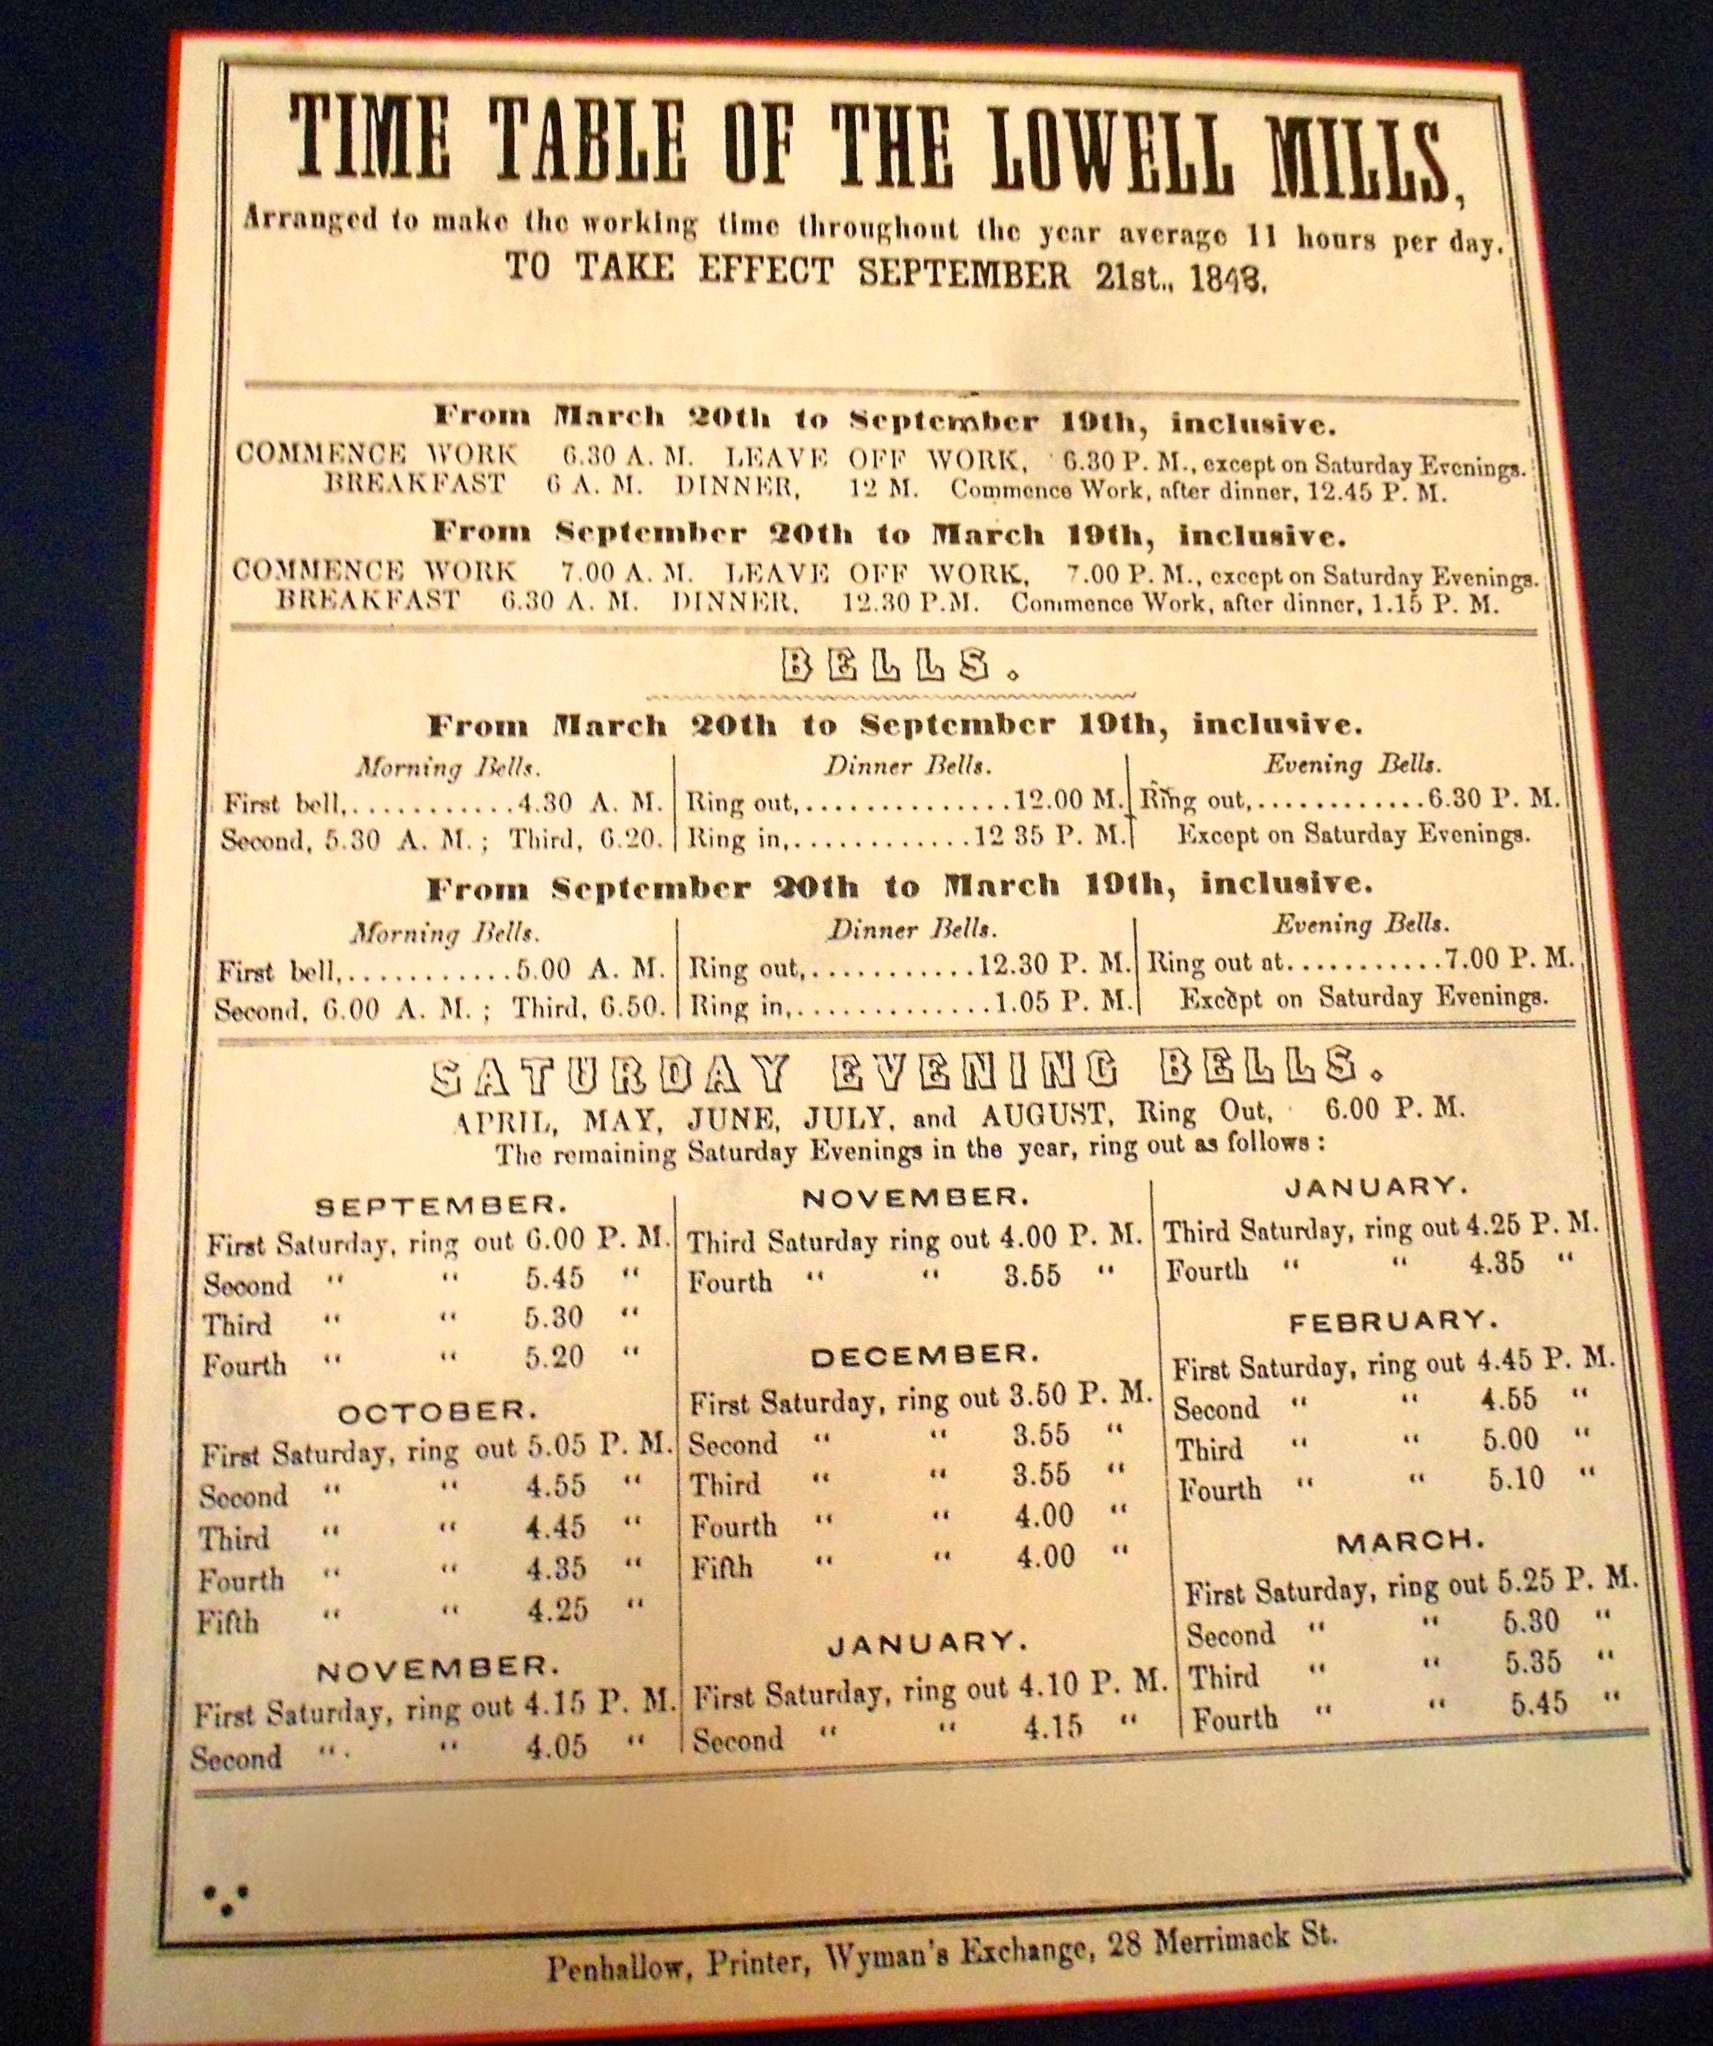 TIME TABLE OF THE LOWELL MILLS,
Arranged to make the working time throughout the year average 11 hours per day.
TO TAKE EFFECT SEPTEMBER 21st., 1848.
From March 20th to September 19th, inclusive.
COMMENCE WORK 6.30 A. M. LEAVE OFF WORK, 6.30 P. M., except on Saturday Evenings.
BREAKFAST 6 A. M. DINNER, 12 M. Commence Work, after dinner, 12.45 P. M.
From September 20th to March 19th, inclusive.
COMMENCE WORK 7.00 A. M. LEAVE OFF WORK, 7.00 P. M., except on Saturday Evenings.
BREAKFAST 6.30 A. M. DINNER, 12.30 P.M. Commence Work, after dinner, 1.15 P. M.
BELLS.
From March 20th to September 19th, inclusive.
Morning Bells.
First bell,............4.30 A. M.
Second, 5.30 A. M.; Third, 6.20.
Dinner Bells.
Ring out,...............12.00 M.
Ring in,.............12 35 P. M.
Evening Bells.
Ring out,............6.30 P. M.
Except on Saturday Evenings.
From September 20th to March 19th, inclusive.
Morning Bells.
First bell,............5.00 A. M.
Second, 6.00 A. M.; Third, 6.50.
Dinner Bells.
Ring out,............12.30 P. M.
Ring in,..............1.05 P. M.
Evening Bells.
Ring out at...........7.00 P. M.
Except on Saturday Evenings.
SATURDAY EVENING BELLS.
APRIL, MAY, JUNE, JULY, and AUGUST, Ring Out, 6.00 P. M.
The remaining Saturday Evenings in the year, ring out as follows:
SEPTEMBER.
First Saturday, ring out 6.00 P. M.
Second " " 5.45 "
Third " " 5.30 "
Fourth " " 5.20 "
OCTOBER.
First Saturday, ring out 5.05 P. M.
Second " " 4.55 "
Third " " 4.45 "
Fourth " " 4.35 "
Fifth " " 4.25 "
NOVEMBER.
First Saturday, ring out 4.15 P. M.
Second " " 4.05 "
NOVEMBER.
Third Saturday ring out 4.00 P. M.
Fourth " " 3.55 "
DECEMBER.
First Saturday, ring out 3.50 P. M.
Second " " 3.55 "
Third " " 3.55 "
Fourth " " 4.00 "
Fifth " " 4.00 "
JANUARY.
First Saturday, ring out 4.10 P. M.
Second " " 4.15 "
JANUARY.
Third Saturday, ring out 4.25 P. M.
Fourth " " 4.35 "
FEBRUARY.
First Saturday, ring out 4.45 P. M.
Second " " 4.55 "
Third " " 5.00 "
Fourth " " 5.10 "
MARCH.
First Saturday, ring out 5.25 P. M.
Second " " 5.30 "
Third " " 5.35 "
Fourth " " 5.45 "
Penhallow, Printer, Wyman's Exchange, 28 Merrimack St.